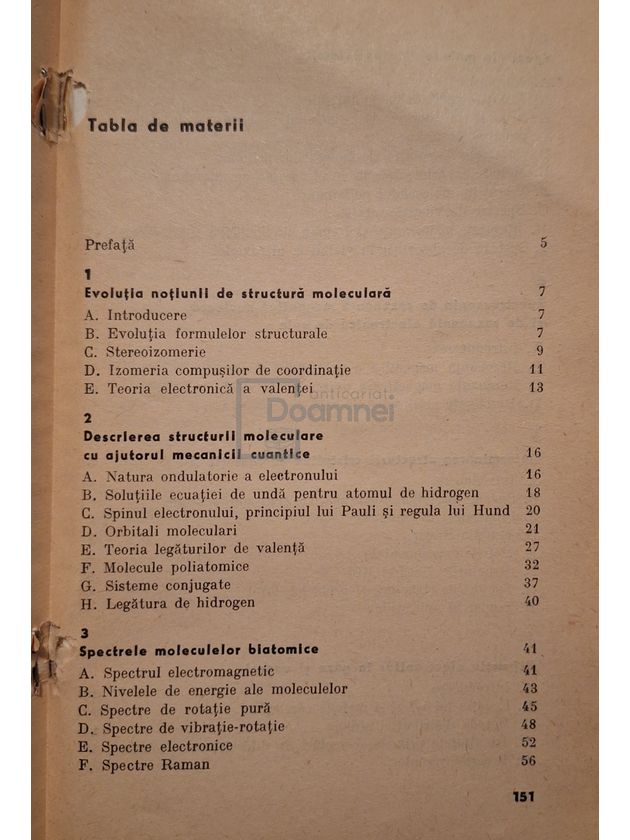 Tabla de materii
Prefață 5
1
Evoluția noțiunii de structură moleculară 7
A. Introducere 7
B. Evoluția formulelor structurale 7
C. Stereoizomerie 9
D. Izomeria compușilor de coordinație 11
E. Teoria electronică a valenței 13
anticariat
Doamnei
2
Descrierea structurii moleculare
cu ajutorul mecanicii cuantice 16
A. Natura ondulatorie a electronului 16
B. Soluțiile ecuației de undă pentru atomul de hidrogen 18
C. Spinul electronului, principiul lui Pauli și regula lui Hund 20
D. Orbitali moleculari 21
E. Teoria legăturilor de valență 27
F. Molecule poliatomice 32
G. Sisteme conjugate 37
H. Legătura de hidrogen 40
3
Spectrele moleculelor biatomice 41
A. Spectrul electromagnetic 41
B. Nivelele de energie ale moleculelor 43
C. Spectre de rotație pură 45
D. Spectre de vibrație-rotație 48
E. Spectre electronice 52
F. Spectre Raman 56
151